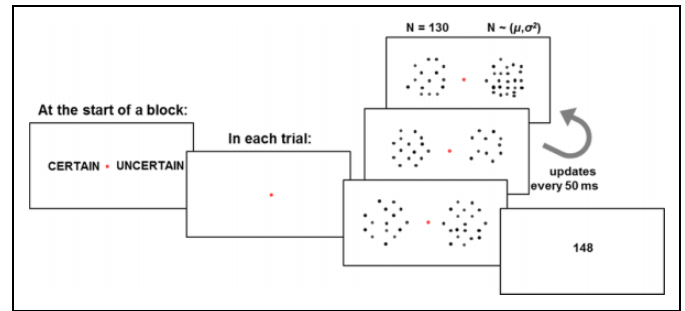 N = 130 N ~ (μ,σ²)
At the start of a block:
CERTAIN UNCERTAIN
In each trial:
updates
every 50 ms
148